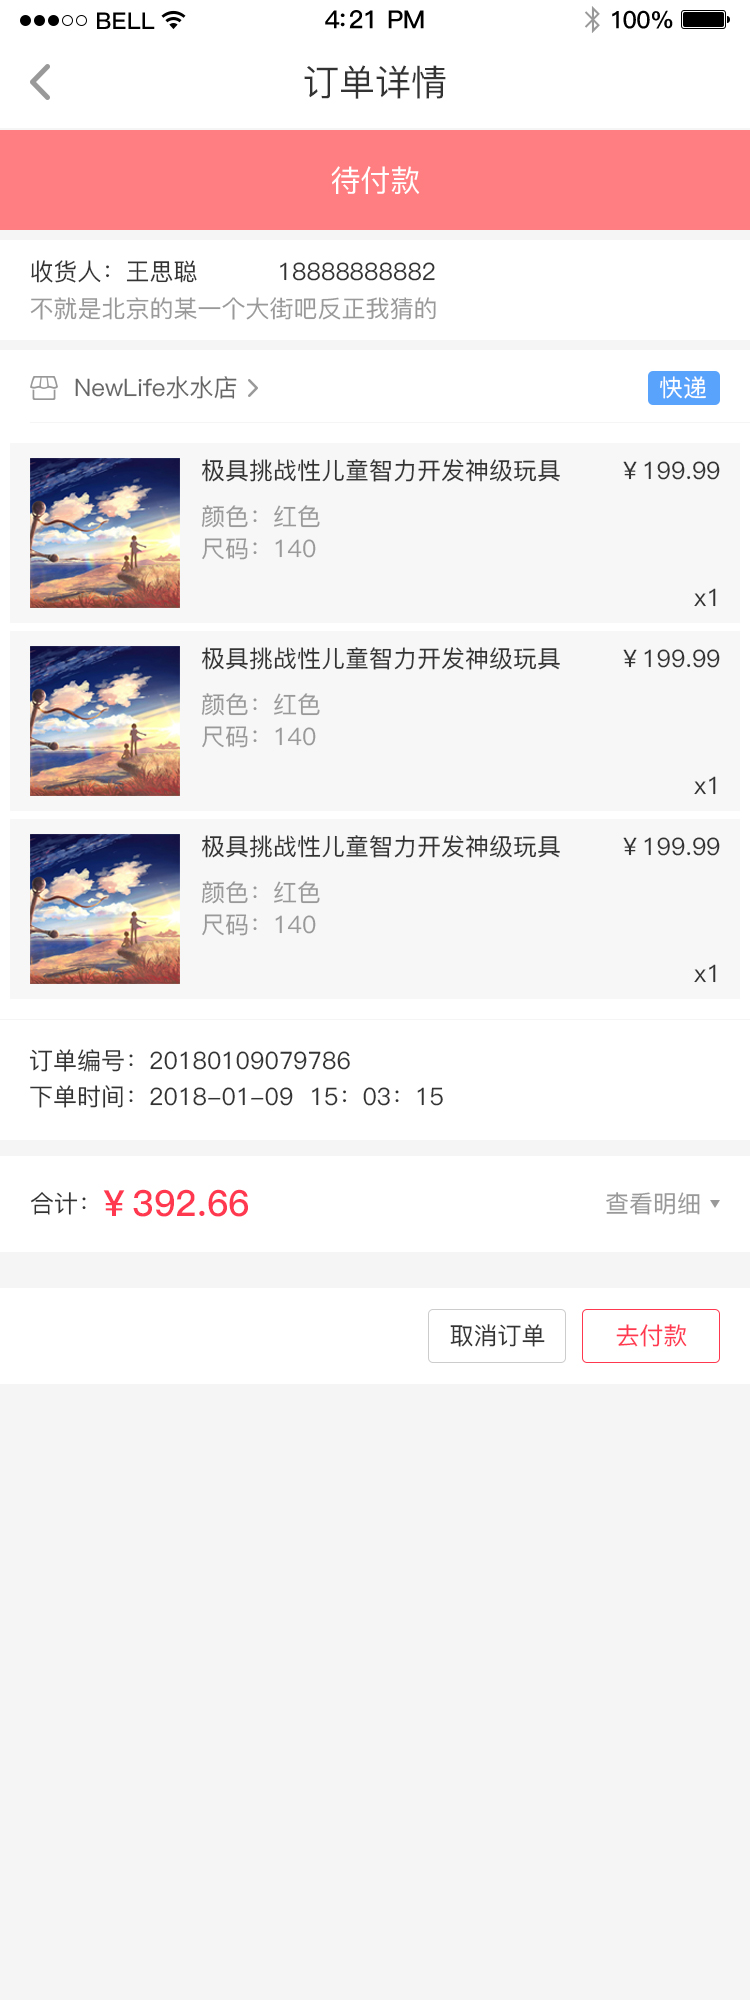 BELL 4:21 PM 100%
订单详情
待付款
收货人：王思聪 18888888882
不就是北京的某一个大街吧反正我猜的
NewLife水水店 快递
极具挑战性儿童智力开发神级玩具 ¥199.99
颜色：红色
尺码：140
x1
极具挑战性儿童智力开发神级玩具 ¥199.99
颜色：红色
尺码：140
x1
极具挑战性儿童智力开发神级玩具 ¥199.99
颜色：红色
尺码：140
x1
订单编号：20180109079786
下单时间：2018-01-09 15：03：15
合计：¥392.66 查看明细
取消订单 去付款